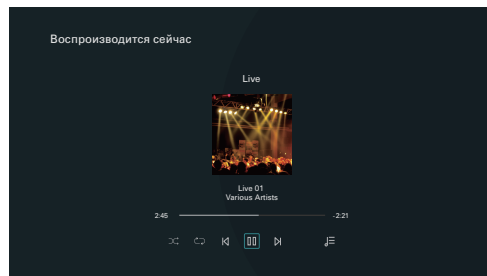 Воспроизводится сейчас
Live
Live 01
Various Artists
2:45 -2:21